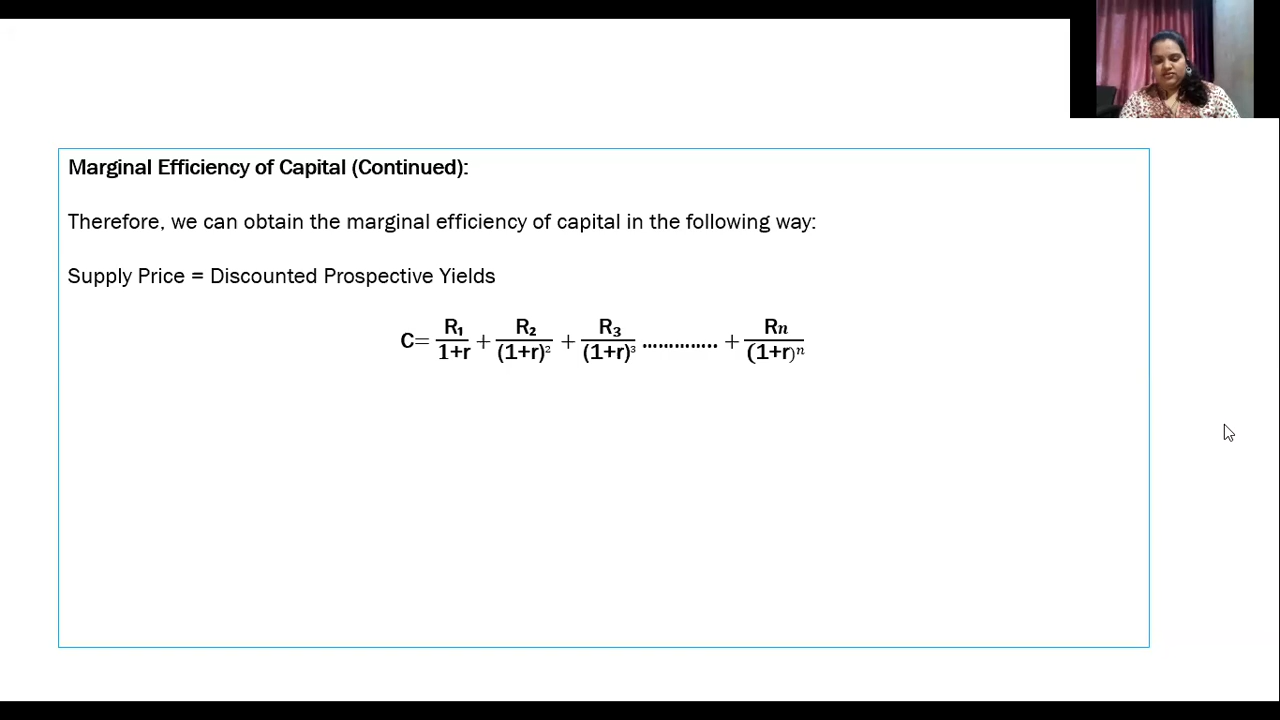 Marginal Efficiency of Capital (Continued):
Therefore, we can obtain the marginal efficiency of capital in the following way:
Supply Price = Discounted Prospective Yields
C= R₁/1+r + R₂/(1+r)² + R₃/(1+r)³ .............. + Rn/(1+r)ⁿ